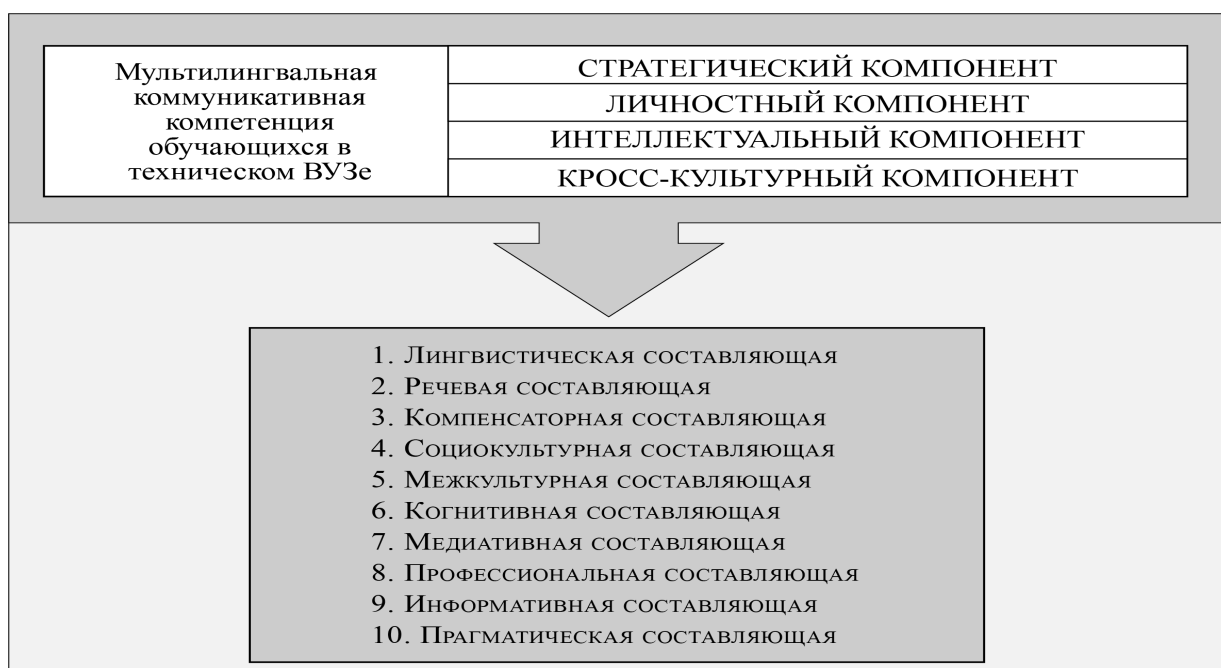 Мультилингвальная
коммуникативная
компетенция
обучающихся в
техническом ВУЗе
СТРАТЕГИЧЕСКИЙ КОМПОНЕНТ
ЛИЧНОСТНЫЙ КОМПОНЕНТ
ИНТЕЛЛЕКТУАЛЬНЫЙ КОМПОНЕНТ
КРОСС-КУЛЬТУРНЫЙ КОМПОНЕНТ
1. Лингвистическая составляющая
2. Речевая составляющая
3. Компенсаторная составляющая
4. Социокультурная составляющая
5. Межкультурная составляющая
6. Когнитивная составляющая
7. Медиативная составляющая
8. Профессиональная составляющая
9. Информативная составляющая
10. Прагматическая составляющая